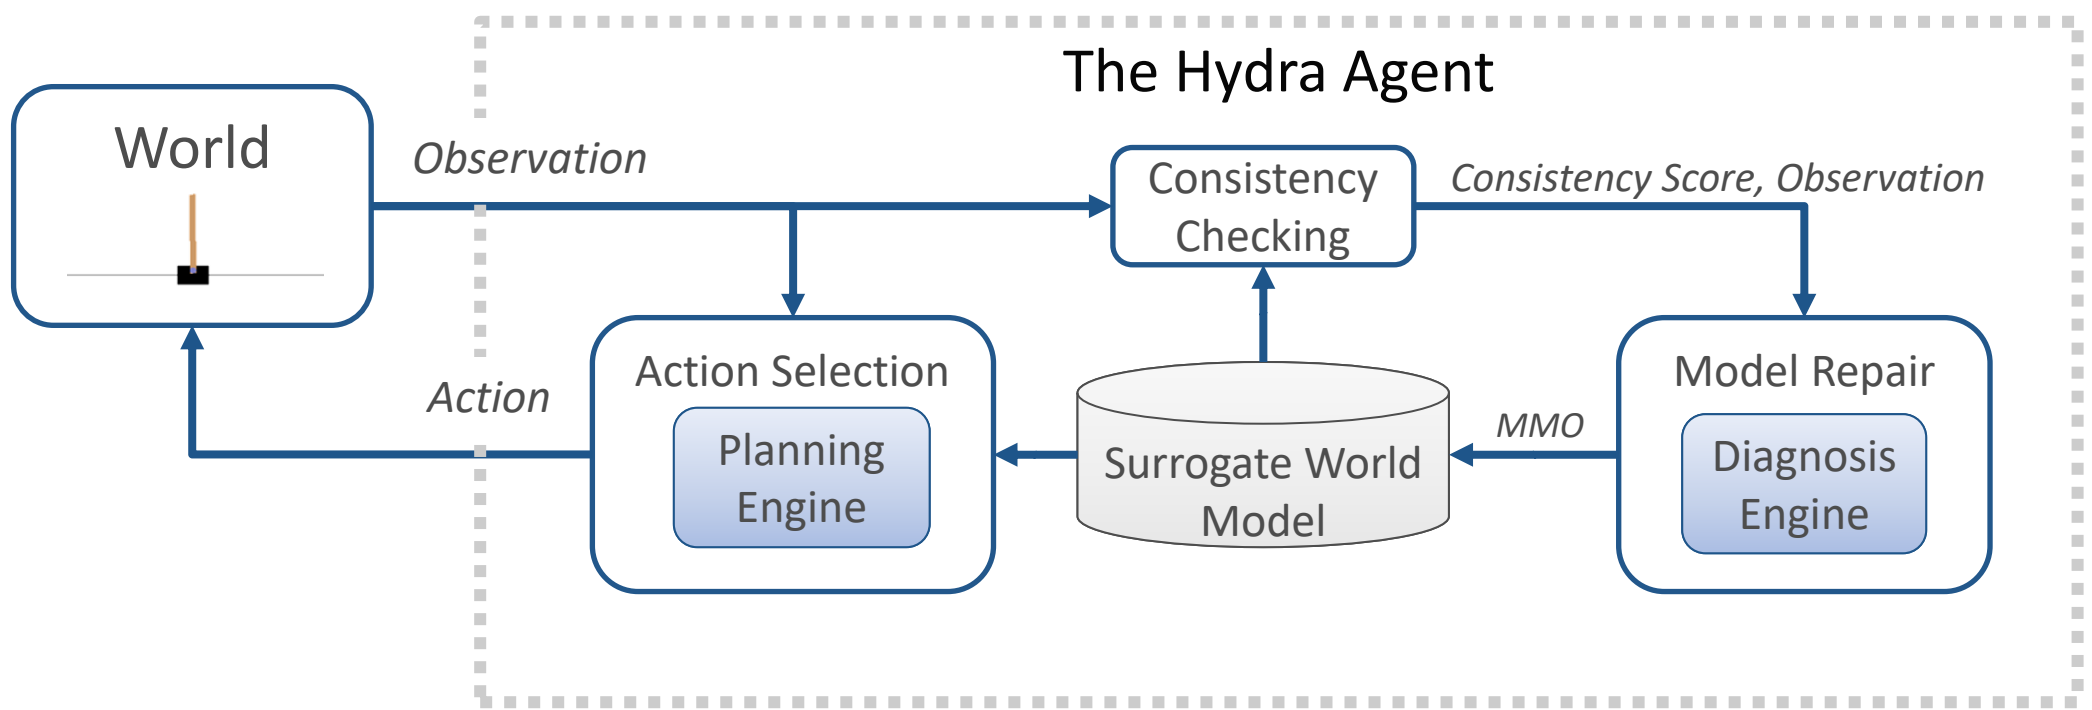 The Hydra Agent
World
Observation
Consistency
Checking
Consistency Score, Observation
Action
Action Selection
Planning
Engine
Surrogate World
Model
MMO
Model Repair
Diagnosis
Engine